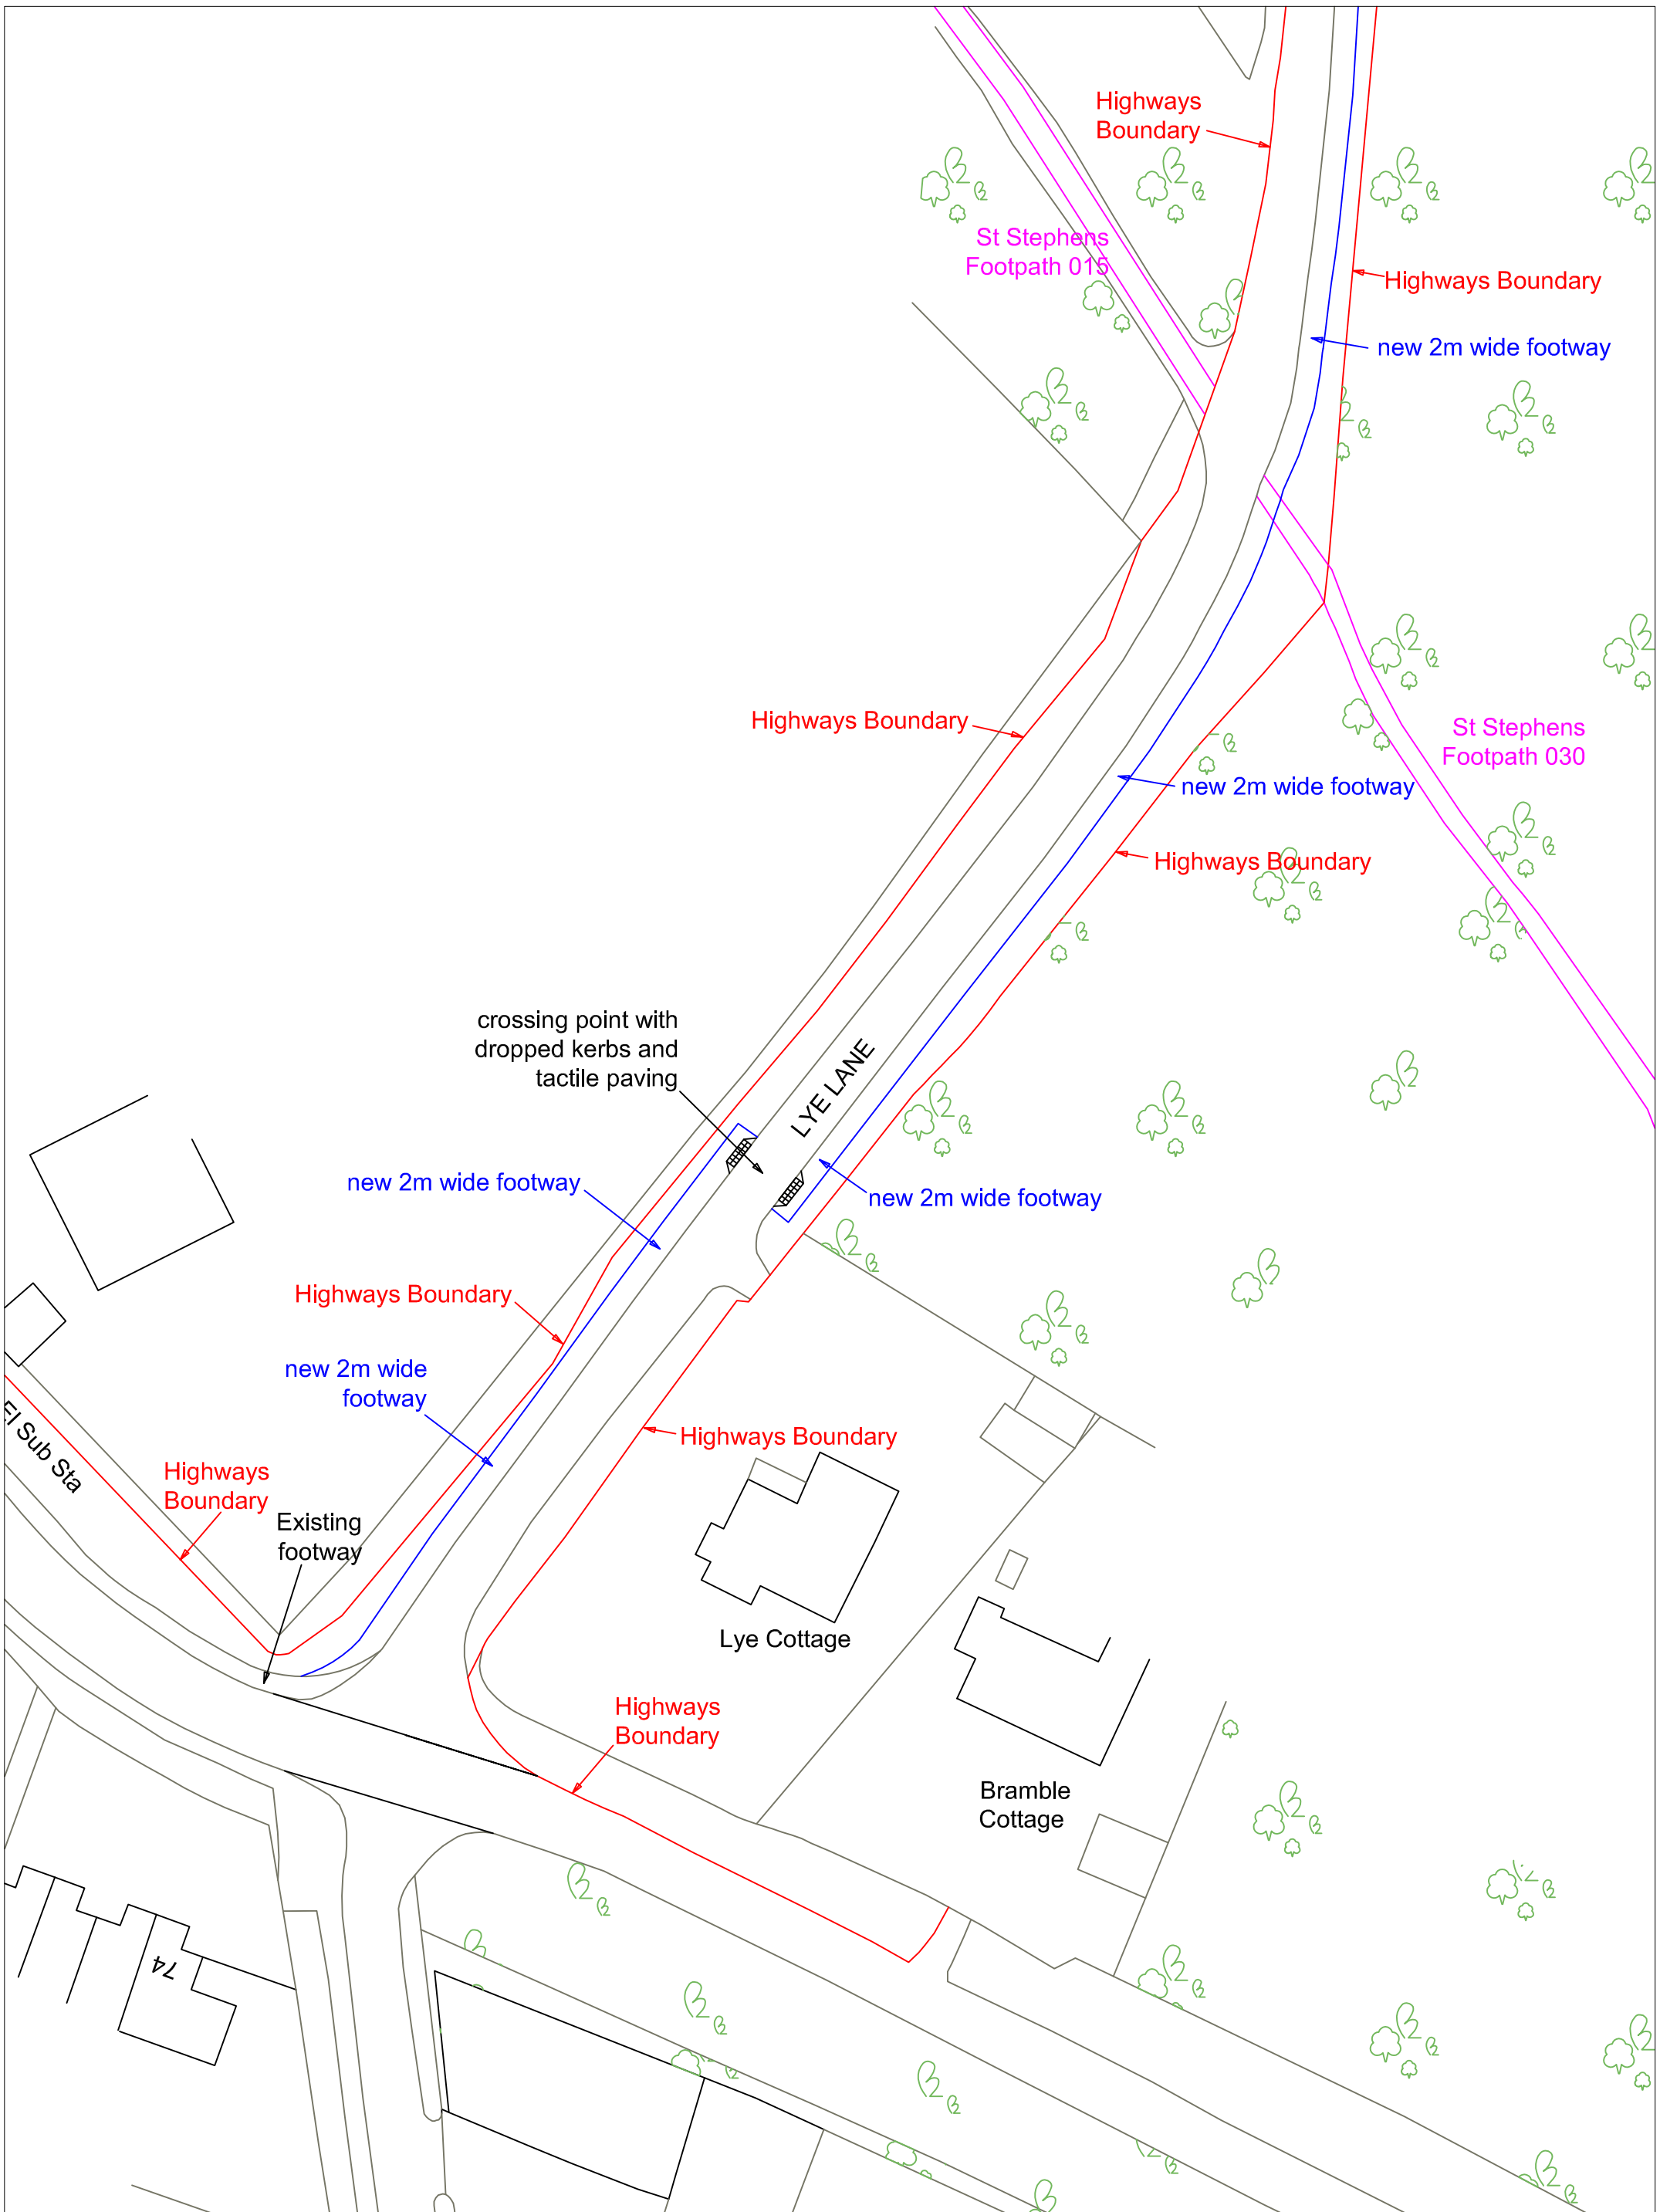 Highways
Boundary
St Stephens
Footpath 015
Highways Boundary
new 2m wide footway
Highways Boundary
St Stephens
Footpath 030
new 2m wide footway
Highways Boundary
crossing point with
dropped kerbs and
tactile paving
LYE LANE
new 2m wide footway
new 2m wide footway
Highways Boundary
new 2m wide
footway
El Sub Sta
Highways Boundary
Highways
Boundary
Existing
footway
Lye Cottage
Highways
Boundary
Bramble
Cottage
74